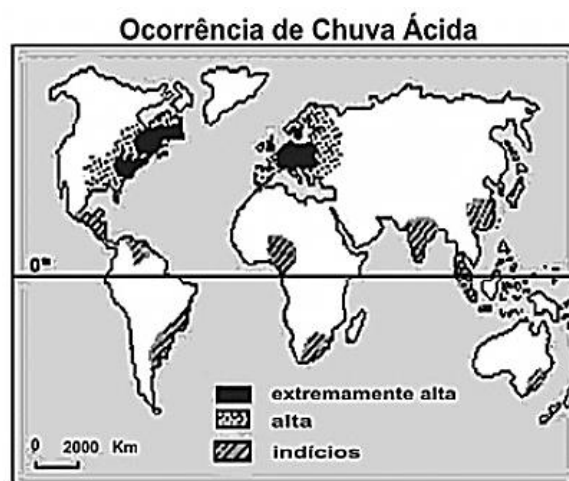 Ocorrência de Chuva Ácida
0°
extremamente alta
alta
indícios
0 2000 Km